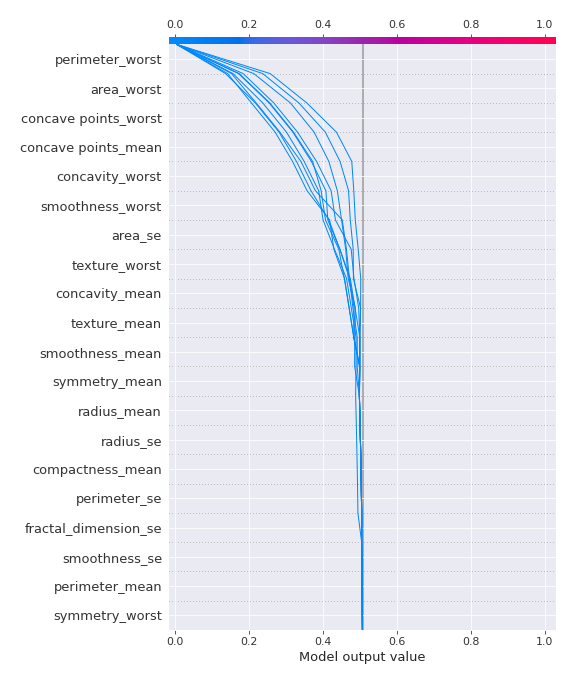 0.0 0.2 0.4 0.6 0.8 1.0
perimeter_worst
area_worst
concave points_worst
concave points_mean
concavity_worst
smoothness_worst
area_se
texture_worst
concavity_mean
texture_mean
smoothness_mean
symmetry_mean
radius_mean
radius_se
compactness_mean
perimeter_se
fractal_dimension_se
smoothness_se
perimeter_mean
symmetry_worst
0.0 0.2 0.4 0.6 0.8 1.0
Model output value